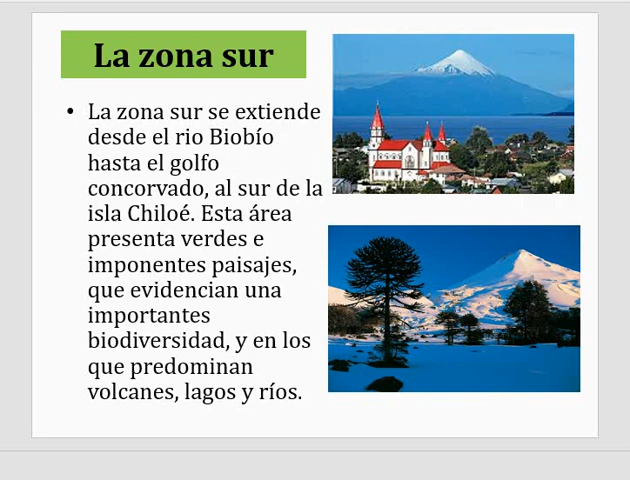 La zona sur
• La zona sur se extiende
desde el rio Biobío
hasta el golfo
concorvado, al sur de la
isla Chiloé. Esta área
presenta verdes e
imponentes paisajes,
que evidencian una
importantes
biodiversidad, y en los
que predominan
volcanes, lagos y ríos.